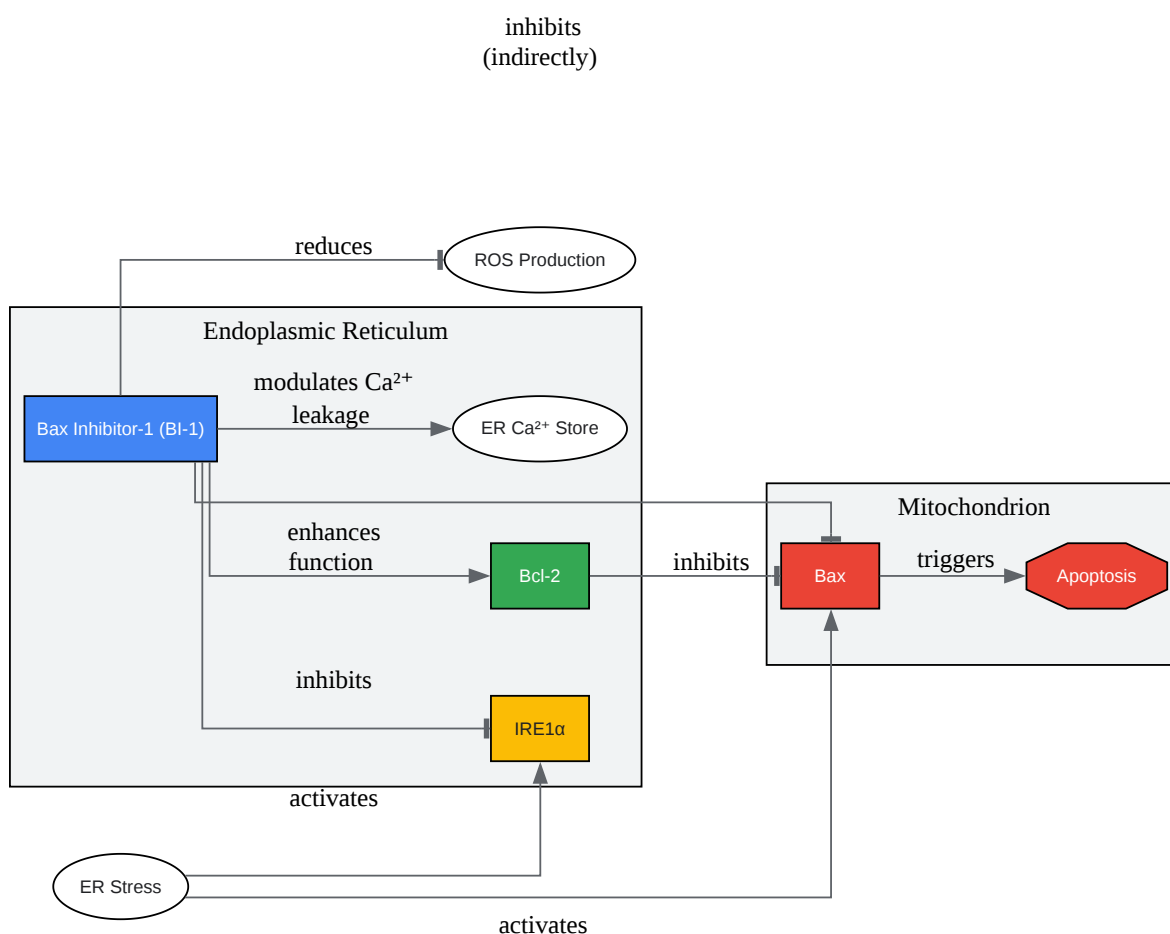 inhibits
(indirectly)
reduces
ROS Production
Endoplasmic Reticulum
modulates Ca²⁺
leakage
Bax Inhibitor-1 (BI-1)
ER Ca²⁺ Store
Mitochondrion
enhances
function
Bcl-2
inhibits
Bax
triggers
Apoptosis
inhibits
IRE1α
activates
ER Stress
activates